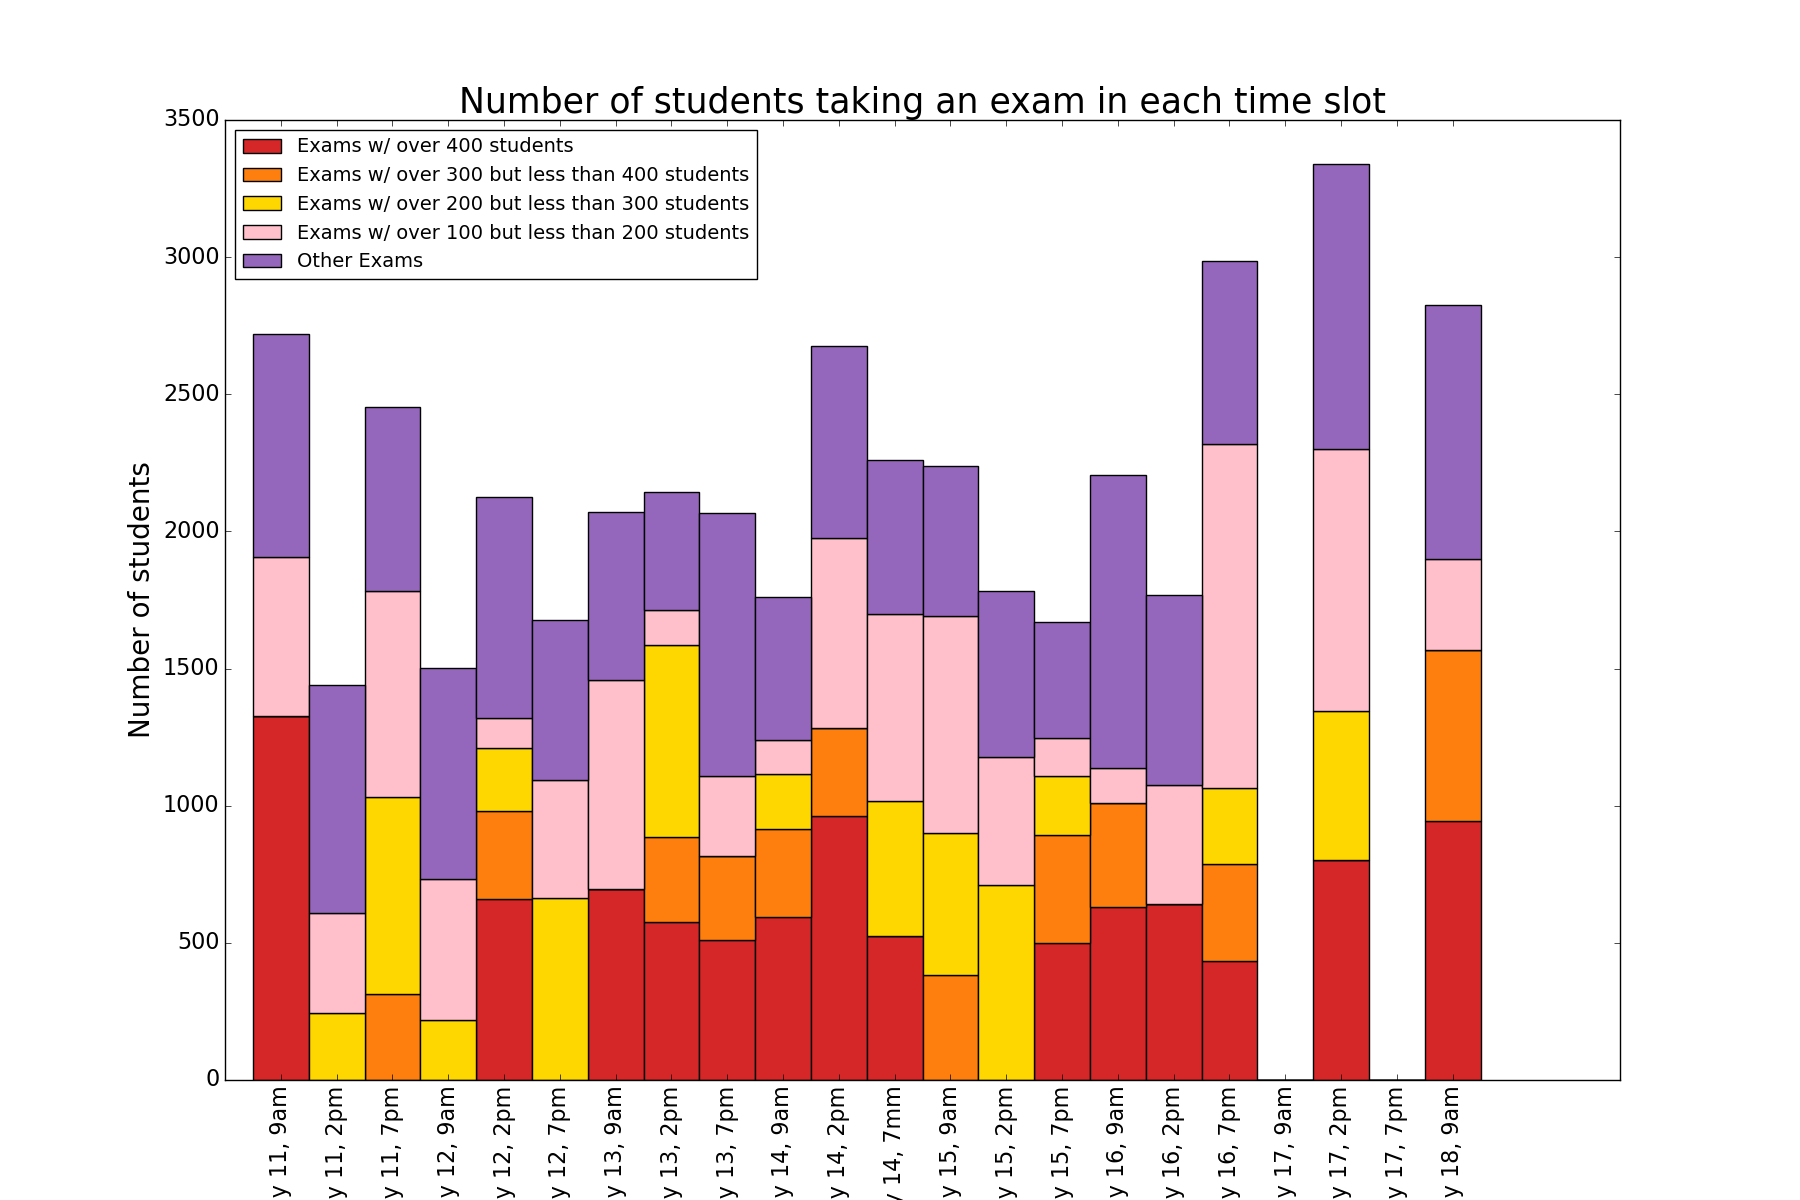 Number of students taking an exam in each time slot
Exams w/ over 400 students
Exams w/ over 300 but less than 400 students
Exams w/ over 200 but less than 300 students
Exams w/ over 100 but less than 200 students
Other Exams
Number of students
3500
3000
2500
2000
1500
1000
500
0
y 11, 9am
y 11, 2pm
y 11, 7pm
y 12, 9am
y 12, 2pm
y 12, 7pm
y 13, 9am
y 13, 2pm
y 13, 7pm
y 14, 9am
y 14, 2pm
y 14, 7mm
y 15, 9am
y 15, 2pm
y 15, 7pm
y 16, 9am
y 16, 2pm
y 16, 7pm
y 17, 9am
y 17, 2pm
y 17, 7pm
y 18, 9am